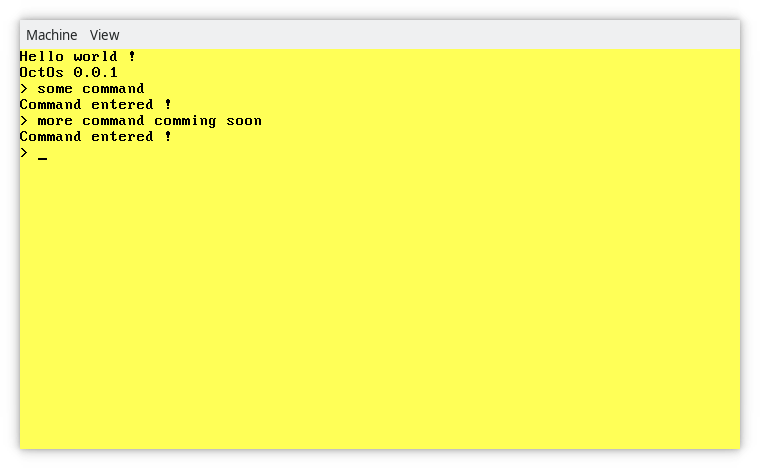 Machine View
Hello world !
OctOs 0.0.1
> some command
Command entered !
> more command comming soon
Command entered !
> _